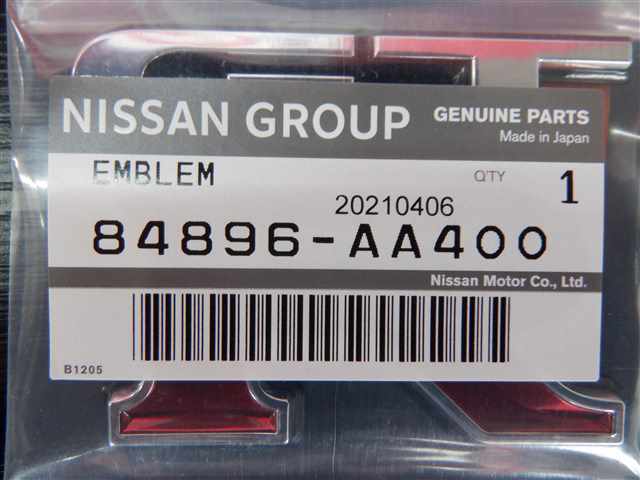 NISSAN GROUP GENUINE PARTS
Made in Japan
EMBLEM Q'TY 1
20210406
84896-AA400
Nissan Motor Co., Ltd.
B1205